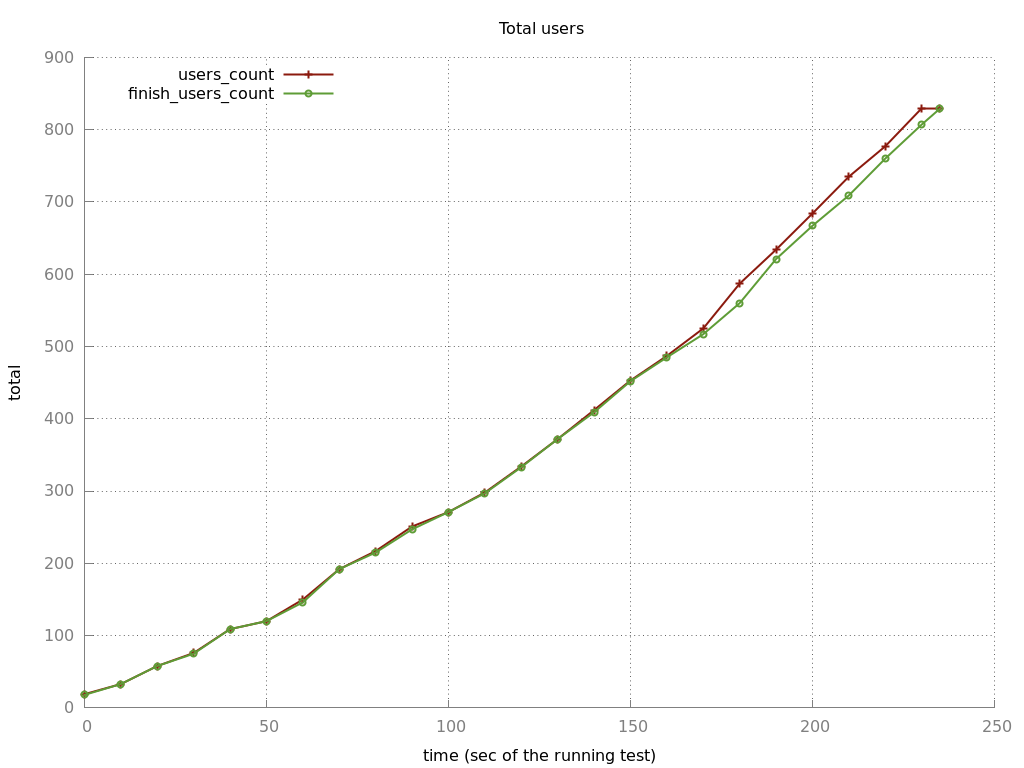 Total users
900
users_count
finish_users_count
800
700
600
500
total
400
300
200
100
0
0 50 100 150 200 250
time (sec of the running test)